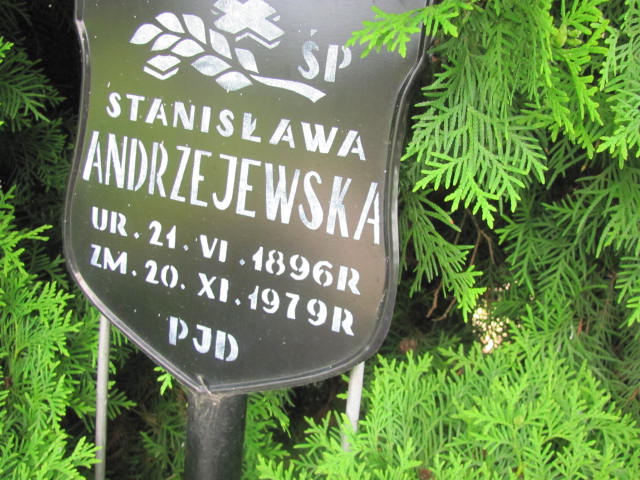 ŚP
STANISŁAWA
ANDRZEJEWSKA
UR. 21. VI. 1896R
ZM. 20. XI. 1979R
PJD